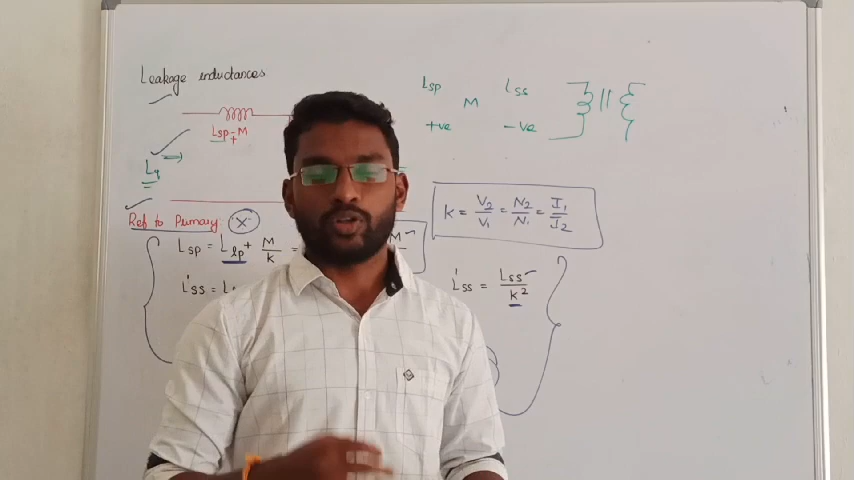 Leakage inductances
Lsp M Lss
Lsp-M
+ve -ve
Ref to Primary "X"
K = V2/V1 = N2/N1 = I1/I2
Lsp = Llp + M/K =
M
L'ss =
L'ss = Lss/K²